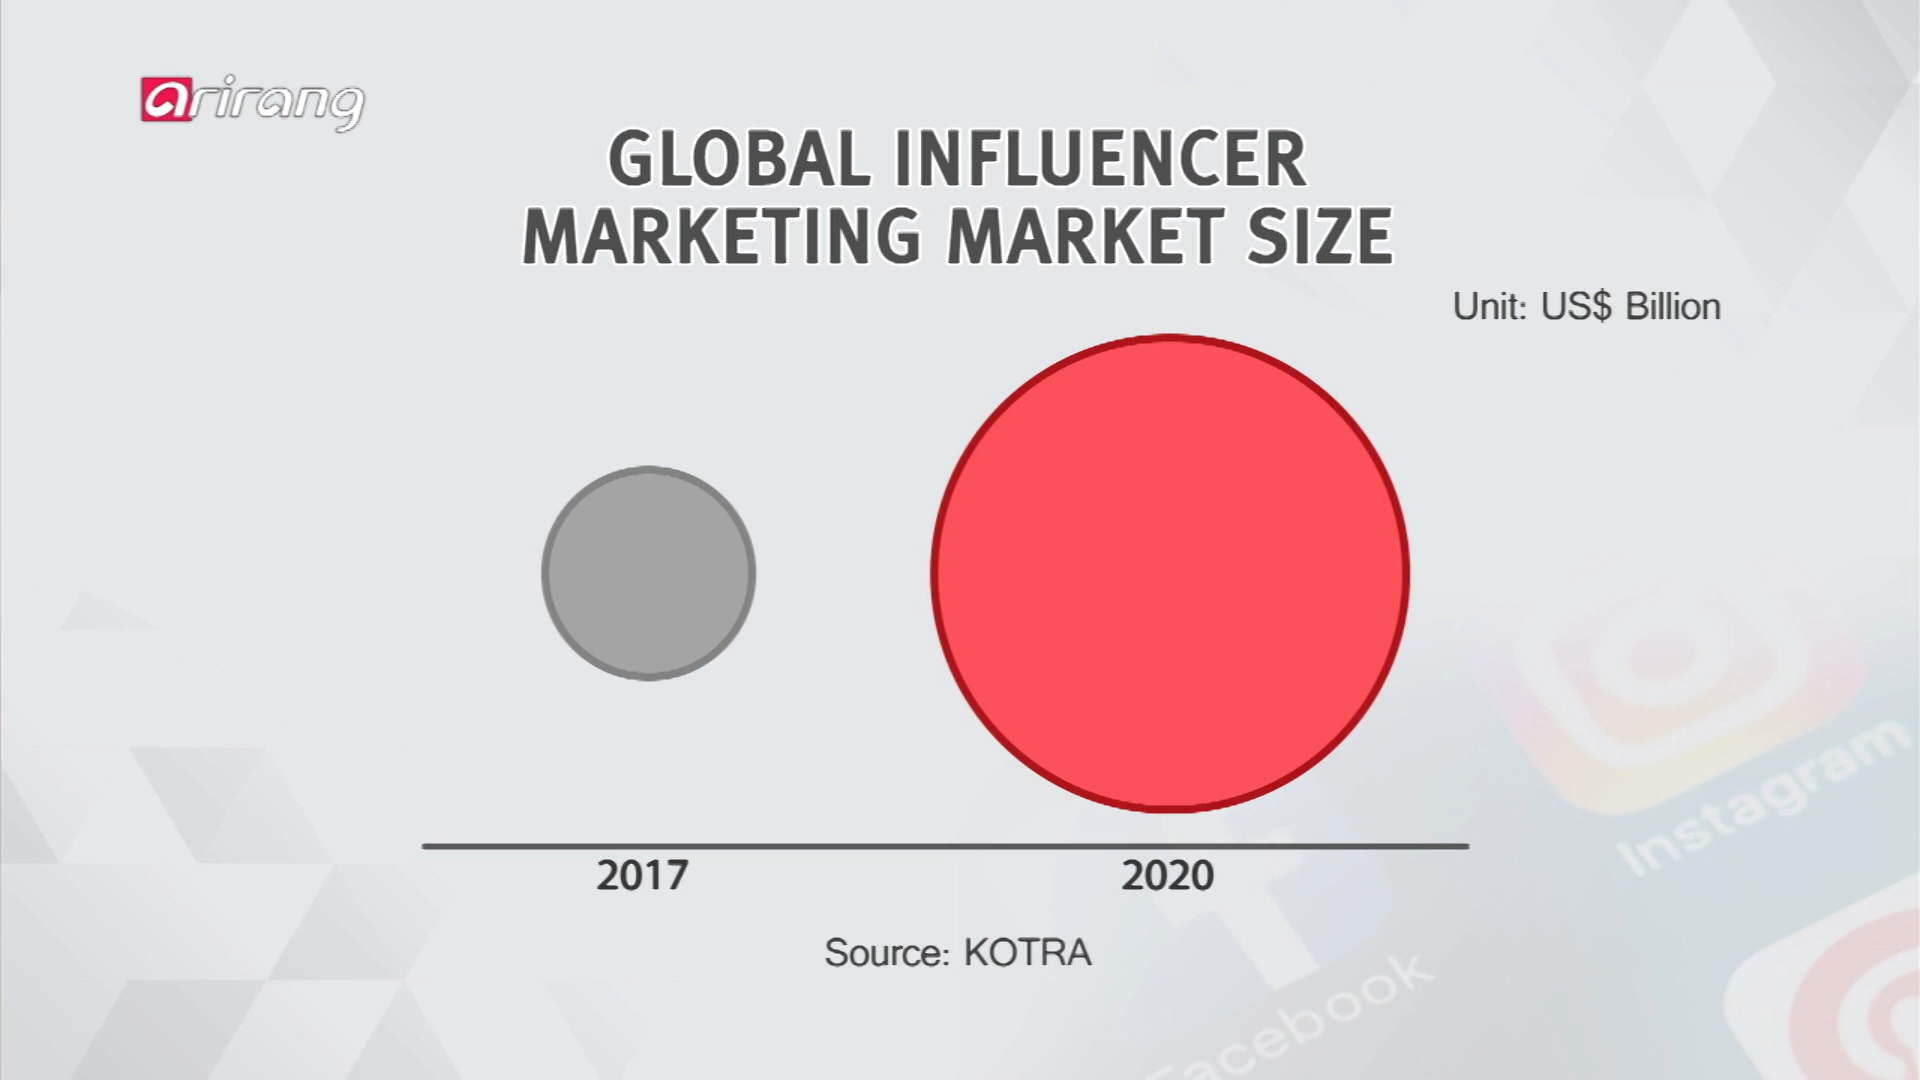 arirang
GLOBAL INFLUENCER
MARKETING MARKET SIZE
Unit: US$ Billion
2017
2020
Source: KOTRA
Instagram
Facebook